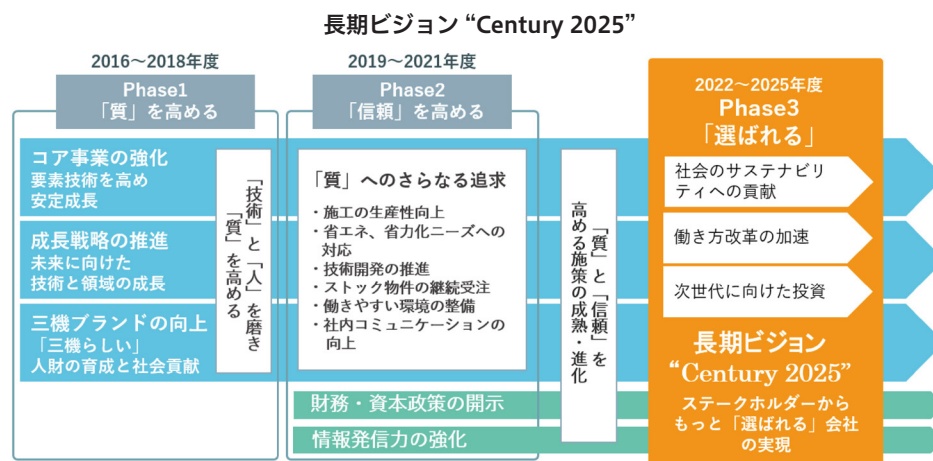 長期ビジョン “Century 2025”
2016〜2018年度
Phase1
「質」を高める
コア事業の強化
要素技術を高め
安定成長
成長戦略の推進
未来に向けた
技術と領域の成長
三機ブランドの向上
「三機らしい」
人財の育成と社会貢献
「技術」と「人」を磨き
「質」を高める
2019〜2021年度
Phase2
「信頼」を高める
「質」へのさらなる追求
・施工の生産性向上
・省エネ、省力化ニーズへの
対応
・技術開発の推進
・ストック物件の継続受注
・働きやすい環境の整備
・社内コミュニケーションの
向上
「質」と「信頼」を
高める施策の成熟・進化
財務・資本政策の開示
情報発信力の強化
2022〜2025年度
Phase3
「選ばれる」
社会のサステナビリ
ティへの貢献
働き方改革の加速
次世代に向けた投資
長期ビジョン
“Century 2025”
ステークホルダーから
もっと「選ばれる」会社
の実現